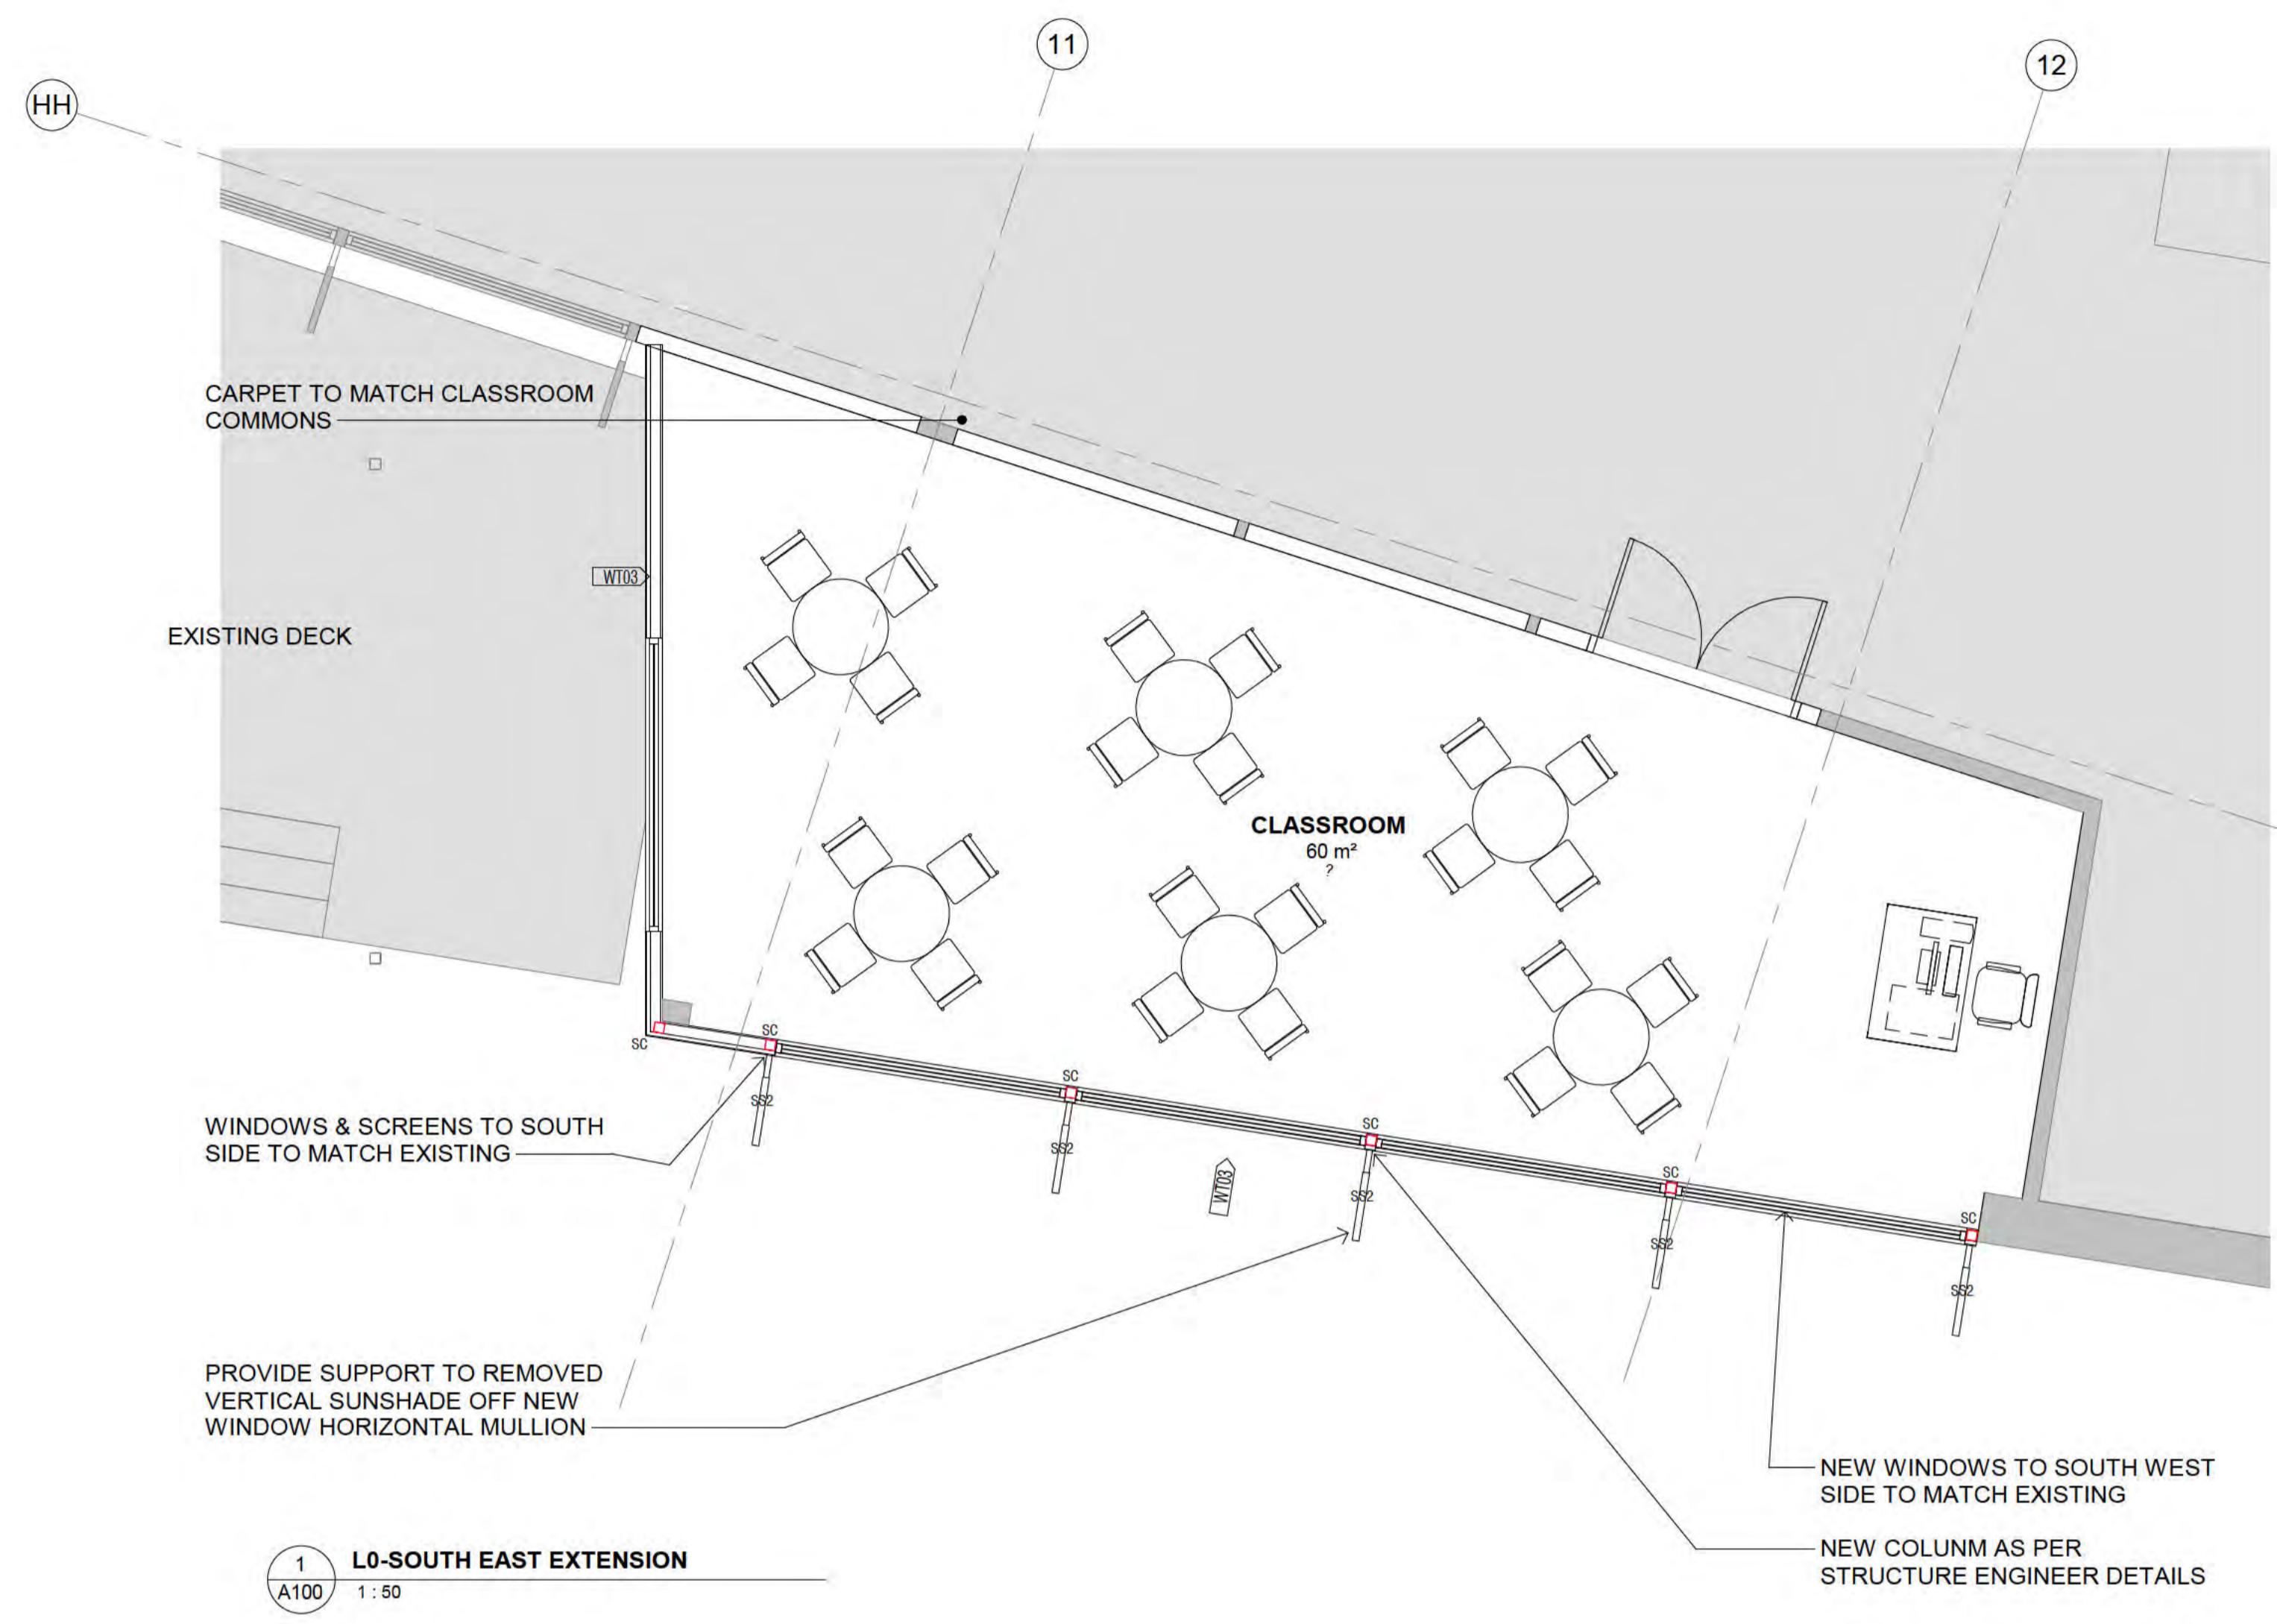 11
12
HH
CARPET TO MATCH CLASSROOM
COMMONS
WT03
EXISTING DECK
CLASSROOM
60 m²
?
SC
SC
SC
SC
SC
SC
SS2
SS2
SS2
SS2
SS2
WT03
WINDOWS & SCREENS TO SOUTH
SIDE TO MATCH EXISTING
PROVIDE SUPPORT TO REMOVED
VERTICAL SUNSHADE OFF NEW
WINDOW HORIZONTAL MULLION
NEW WINDOWS TO SOUTH WEST
SIDE TO MATCH EXISTING
NEW COLUNM AS PER
STRUCTURE ENGINEER DETAILS
1
L0-SOUTH EAST EXTENSION
A100
1 : 50